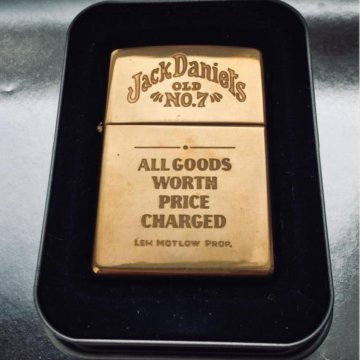 Jack Daniel's
OLD
NO.7
ALL GOODS
WORTH
PRICE
CHARGED
LEM MOTLOW PROP.